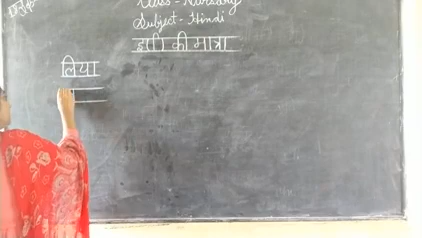 Class - Nursery
Subject - Hindi
इ(ि) की मात्रा
लिया